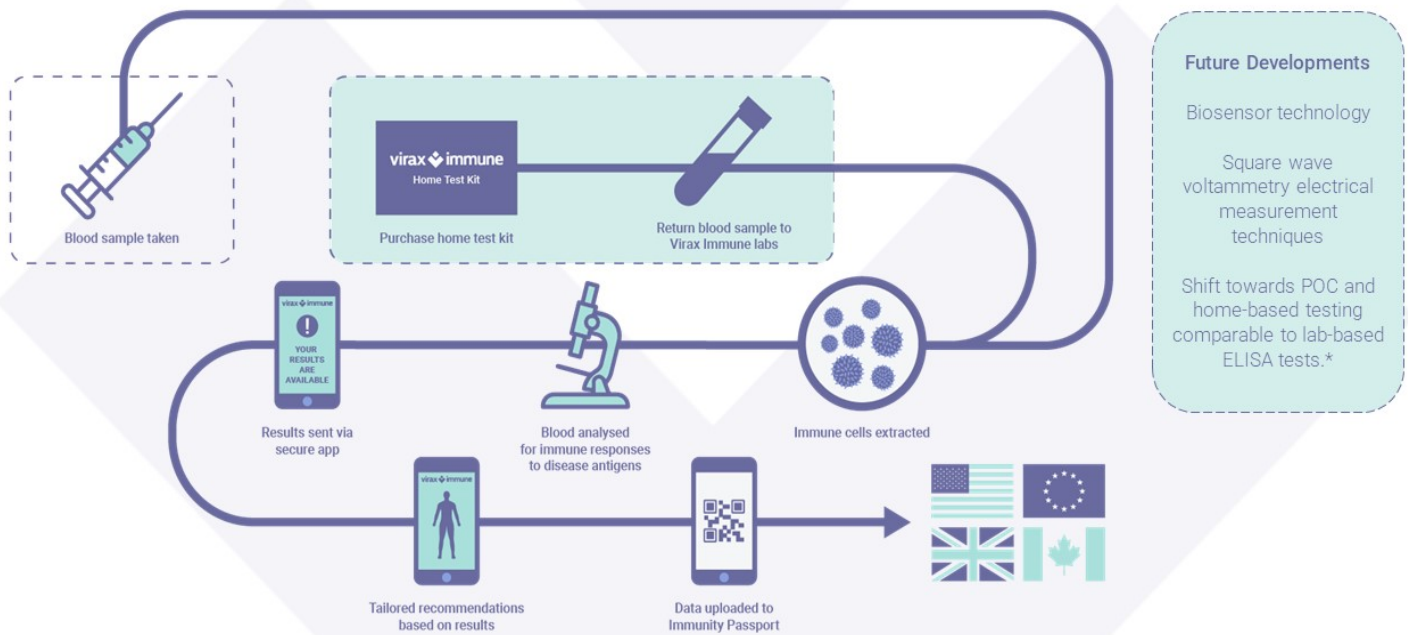 Future Developments
Biosensor technology
Square wave
voltammetry electrical
measurement
techniques
Shift towards POC and
home-based testing
comparable to lab-based
ELISA tests.*
Blood sample taken
virax immune
Home Test Kit
Purchase home test kit
Return blood sample to
Virax Immune labs
Immune cells extracted
Blood analysed
for immune responses
to disease antigens
virax immune
YOUR
RESULTS
ARE
AVAILABLE
Results sent via
secure app
virax immune
Tailored recommendations
based on results
Data uploaded to
Immunity Passport